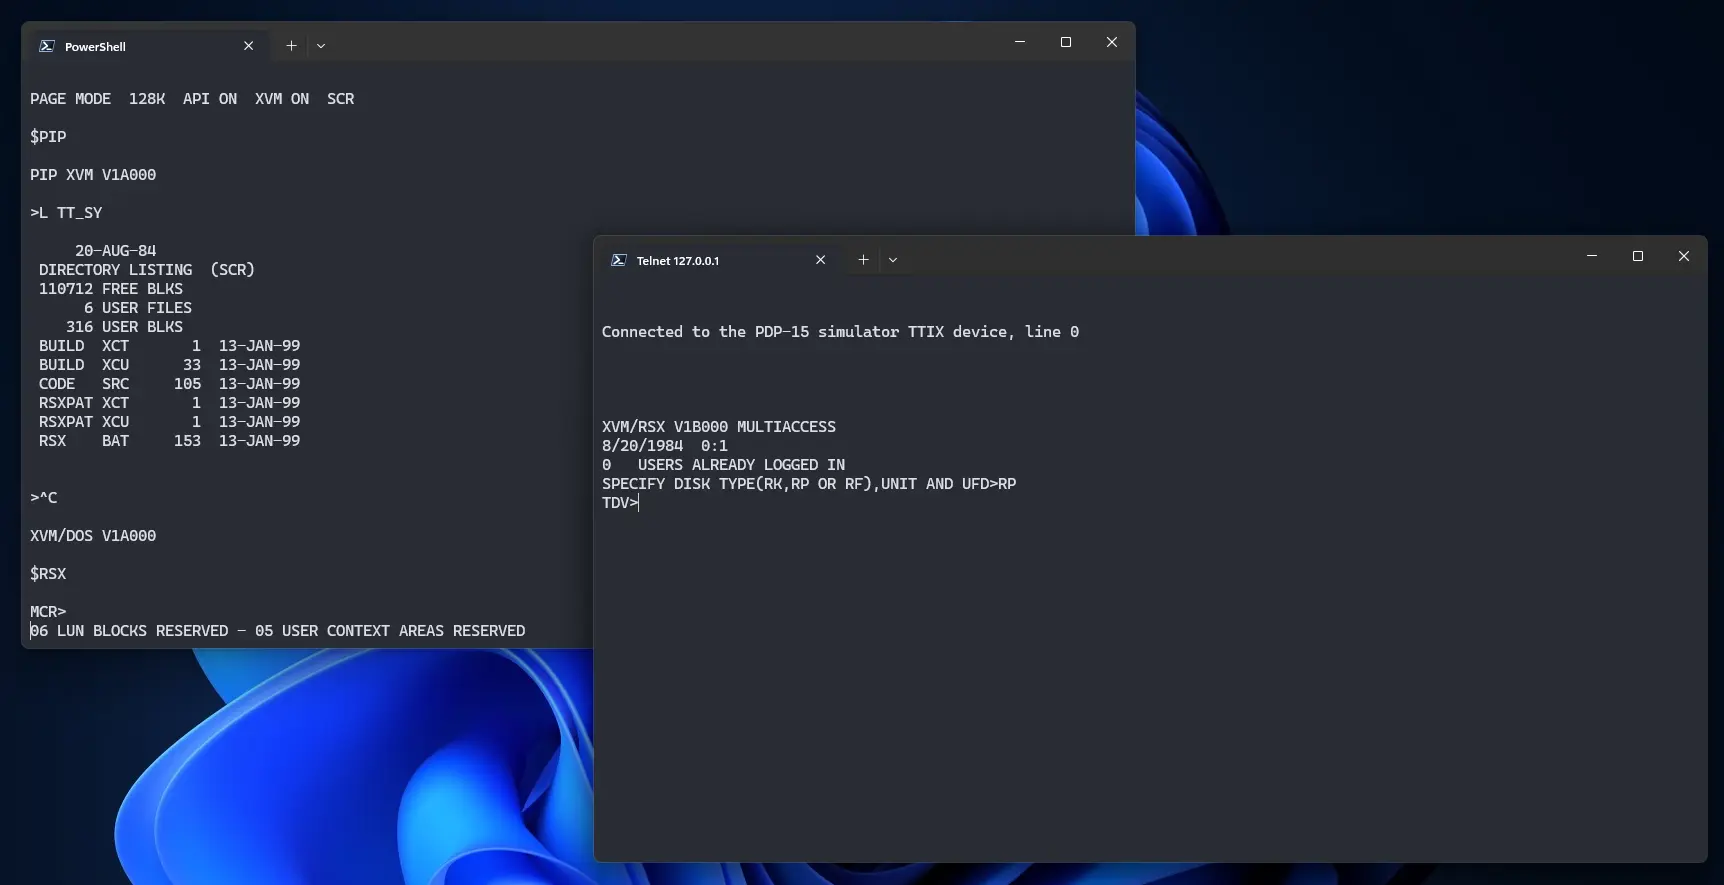 PowerShell
PAGE MODE  128K  API ON  XVM ON  SCR
$PIP
PIP XVM V1A000
>L TT_SY
20-AUG-84
DIRECTORY LISTING  (SCR)
110712 FREE BLKS
6 USER FILES
316 USER BLKS
BUILD  XCT       1  13-JAN-99
BUILD  XCU      33  13-JAN-99
CODE   SRC     105  13-JAN-99
RSXPAT XCT       1  13-JAN-99
RSXPAT XCU       1  13-JAN-99
RSX    BAT     153  13-JAN-99
>^C
XVM/DOS V1A000
$RSX
MCR>
06 LUN BLOCKS RESERVED - 05 USER CONTEXT AREAS RESERVED
Telnet 127.0.0.1
Connected to the PDP-15 simulator TTIX device, line 0
XVM/RSX V1B000 MULTIACCESS
8/20/1984  0:1
0   USERS ALREADY LOGGED IN
SPECIFY DISK TYPE(RK,RP OR RF),UNIT AND UFD>RP
TDV>